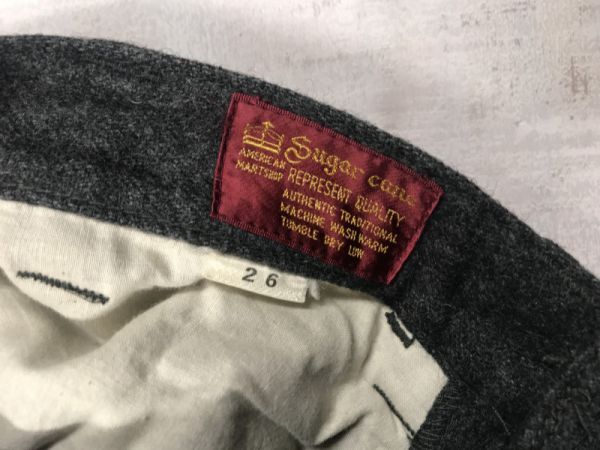 Sugar cane
AMERICAN REPRESENT QUALITY
MARTSHOP AUTHENTIC TRADITIONAL
MACHINE WASH WARM
TUMBLE DRY LOW
26